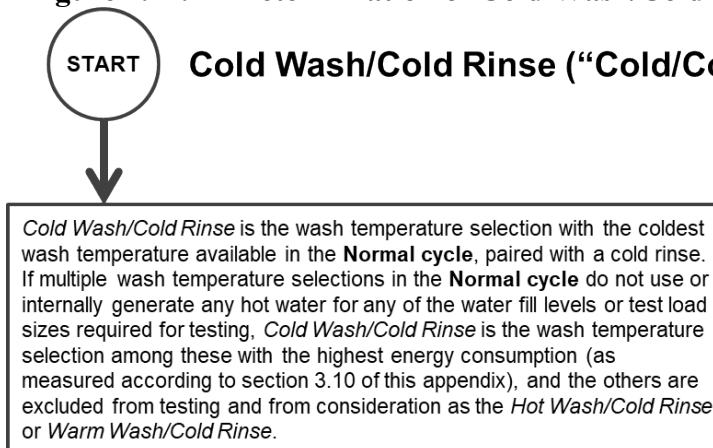 START
Cold Wash/Cold Rinse (“Cold/Co
Cold Wash/Cold Rinse is the wash temperature selection with the coldest
wash temperature available in the Normal cycle, paired with a cold rinse.
If multiple wash temperature selections in the Normal cycle do not use or
internally generate any hot water for any of the water fill levels or test load
sizes required for testing, Cold Wash/Cold Rinse is the wash temperature
selection among these with the highest energy consumption (as
measured according to section 3.10 of this appendix), and the others are
excluded from testing and from consideration as the Hot Wash/Cold Rinse
or Warm Wash/Cold Rinse.